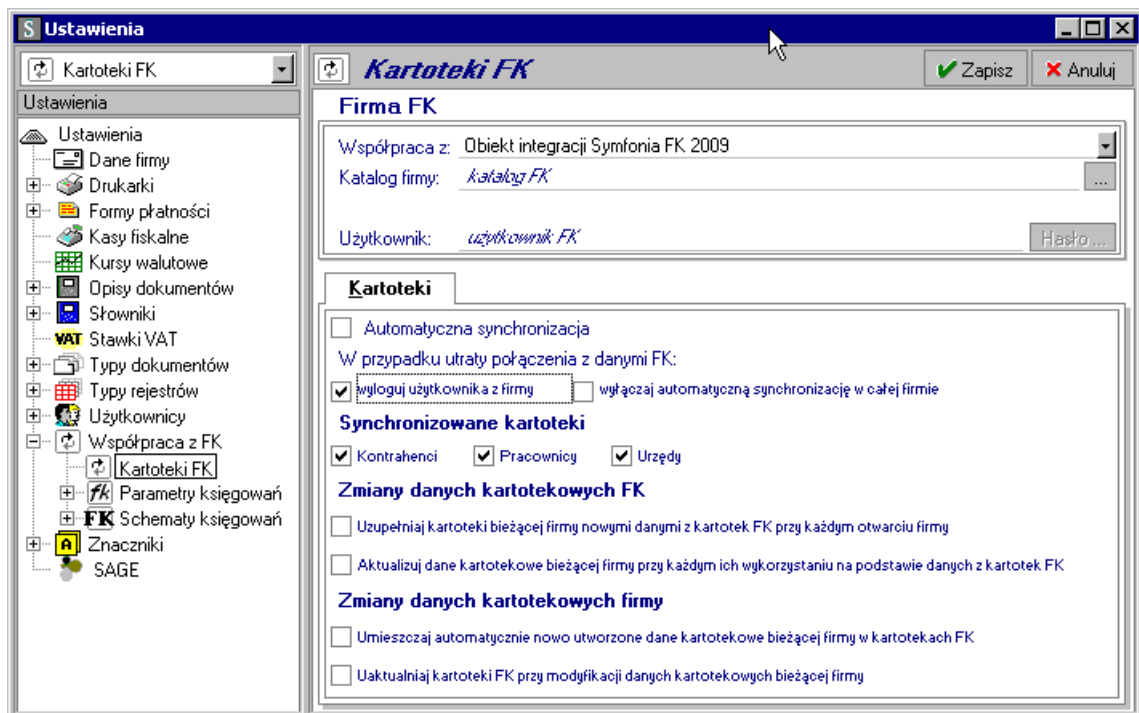 S Ustawienia
Kartoteki FK
Ustawienia
Ustawienia
Dane firmy
Drukarki
Formy płatności
Kasy fiskalne
Kursy walutowe
Opisy dokumentów
Słowniki
VAT Stawki VAT
Typy dokumentów
Typy rejestrów
Użytkownicy
Współpraca z FK
Kartoteki FK
fk Parametry księgowań
FK Schematy księgowań
A Znaczniki
SAGE
Kartoteki FK
Zapisz
Anuluj
Firma FK
Współpraca z: Obiekt integracji Symfonia FK 2009
Katalog firmy: katalog FK ...
Użytkownik: użytkownik FK Hasło ...
Kartoteki
Automatyczna synchronizacja
W przypadku utraty połączenia z danymi FK:
wyloguj użytkownika z firmy wyłączaj automatyczną synchronizację w całej firmie
Synchronizowane kartoteki
Kontrahenci Pracownicy Urzędy
Zmiany danych kartotekowych FK
Uzupełniaj kartoteki bieżącej firmy nowymi danymi z kartotek FK przy każdym otwarciu firmy
Aktualizuj dane kartotekowe bieżącej firmy przy każdym ich wykorzystaniu na podstawie danych z kartotek FK
Zmiany danych kartotekowych firmy
Umieszczaj automatycznie nowo utworzone dane kartotekowe bieżącej firmy w kartotekach FK
Uaktualniaj kartoteki FK przy modyfikacji danych kartotekowych bieżącej firmy